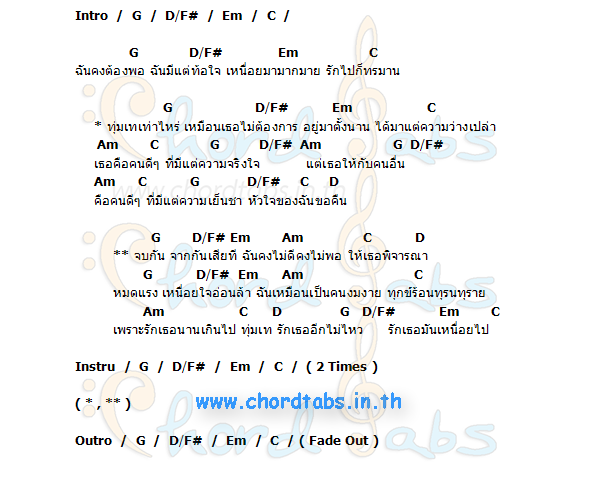 Intro / G / D/F# / Em / C /
G D/F# Em C
ฉันคงต้องพอ ฉันมีแต่ท้อใจ เหนื่อยมามากมาย รักไปก็ทรมาน
G D/F# Em C
* ทุ่มเทเท่าไหร่ เหมือนเธอไม่ต้องการ อยู่มาตั้งนาน ได้มาแต่ความว่างเปล่า
Am C G D/F# Am G D/F#
เธอคือคนดีๆ ที่มีแต่ความจริงใจ แต่เธอให้กับคนอื่น
Am C G D/F# C D
คือคนดีๆ ที่มีแต่ความเย็นชา หัวใจของฉันขอคืน
G D/F# Em Am C D
** จบกัน จากกันเสียที ฉันคงไม่ดีคงไม่พอ ให้เธอพิจารณา
G D/F# Em Am C
หมดแรง เหนื่อยใจอ่อนล้า ฉันเหมือนเป็นคนงมงาย ทุกข์ร้อนทุรนทุราย
Am C D G D/F# Em C
เพราะรักเธอนานเกินไป ทุ่มเท รักเธออีกไม่ไหว รักเธอมันเหนื่อยไป
Instru / G / D/F# / Em / C / ( 2 Times )
( * , ** )
www.chordtabs.in.th
Outro / G / D/F# / Em / C / ( Fade Out )